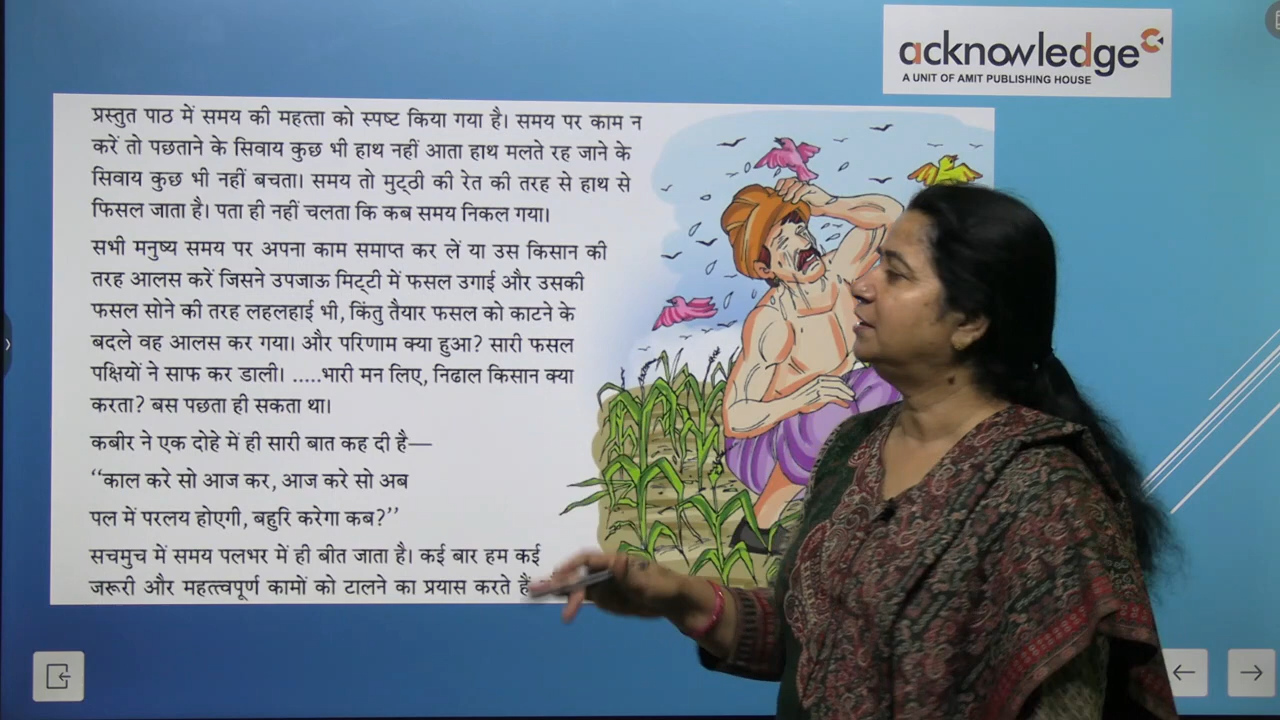 acknowledge
A UNIT OF AMIT PUBLISHING HOUSE
प्रस्तुत पाठ में समय की महत्ता को स्पष्ट किया गया है। समय पर काम न
करें तो पछताने के सिवाय कुछ भी हाथ नहीं आता हाथ मलते रह जाने के
सिवाय कुछ भी नहीं बचता। समय तो मुट्ठी की रेत की तरह से हाथ से
फिसल जाता है। पता ही नहीं चलता कि कब समय निकल गया।
सभी मनुष्य समय पर अपना काम समाप्त कर लें या उस किसान की
तरह आलस करें जिसने उपजाऊ मिट्टी में फसल उगाई और उसकी
फसल सोने की तरह लहलहाई भी, किंतु तैयार फसल को काटने के
बदले वह आलस कर गया। और परिणाम क्या हुआ? सारी फसल
पक्षियों ने साफ कर डाली। .....भारी मन लिए, निढाल किसान क्या
करता? बस पछता ही सकता था।
कबीर ने एक दोहे में ही सारी बात कह दी है—
“काल करे सो आज कर, आज करे सो अब
पल में परलय होएगी, बहुरि करेगा कब?”
सचमुच में समय पलभर में ही बीत जाता है। कई बार हम कई
जरूरी और महत्त्वपूर्ण कामों को टालने का प्रयास करते हैं